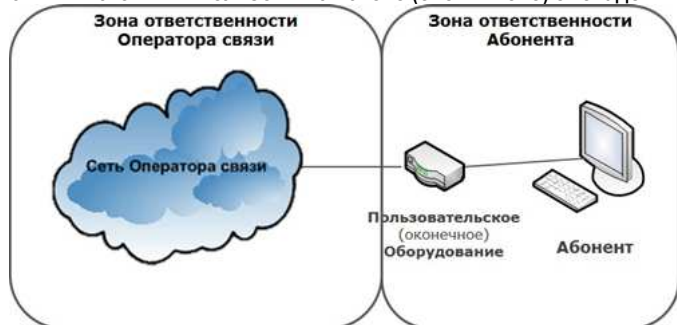 Зона ответственности
Оператора связи
Зона ответственности
Абонента
Сеть Оператора связи
Пользовательское
(оконечное)
Оборудование
Абонент